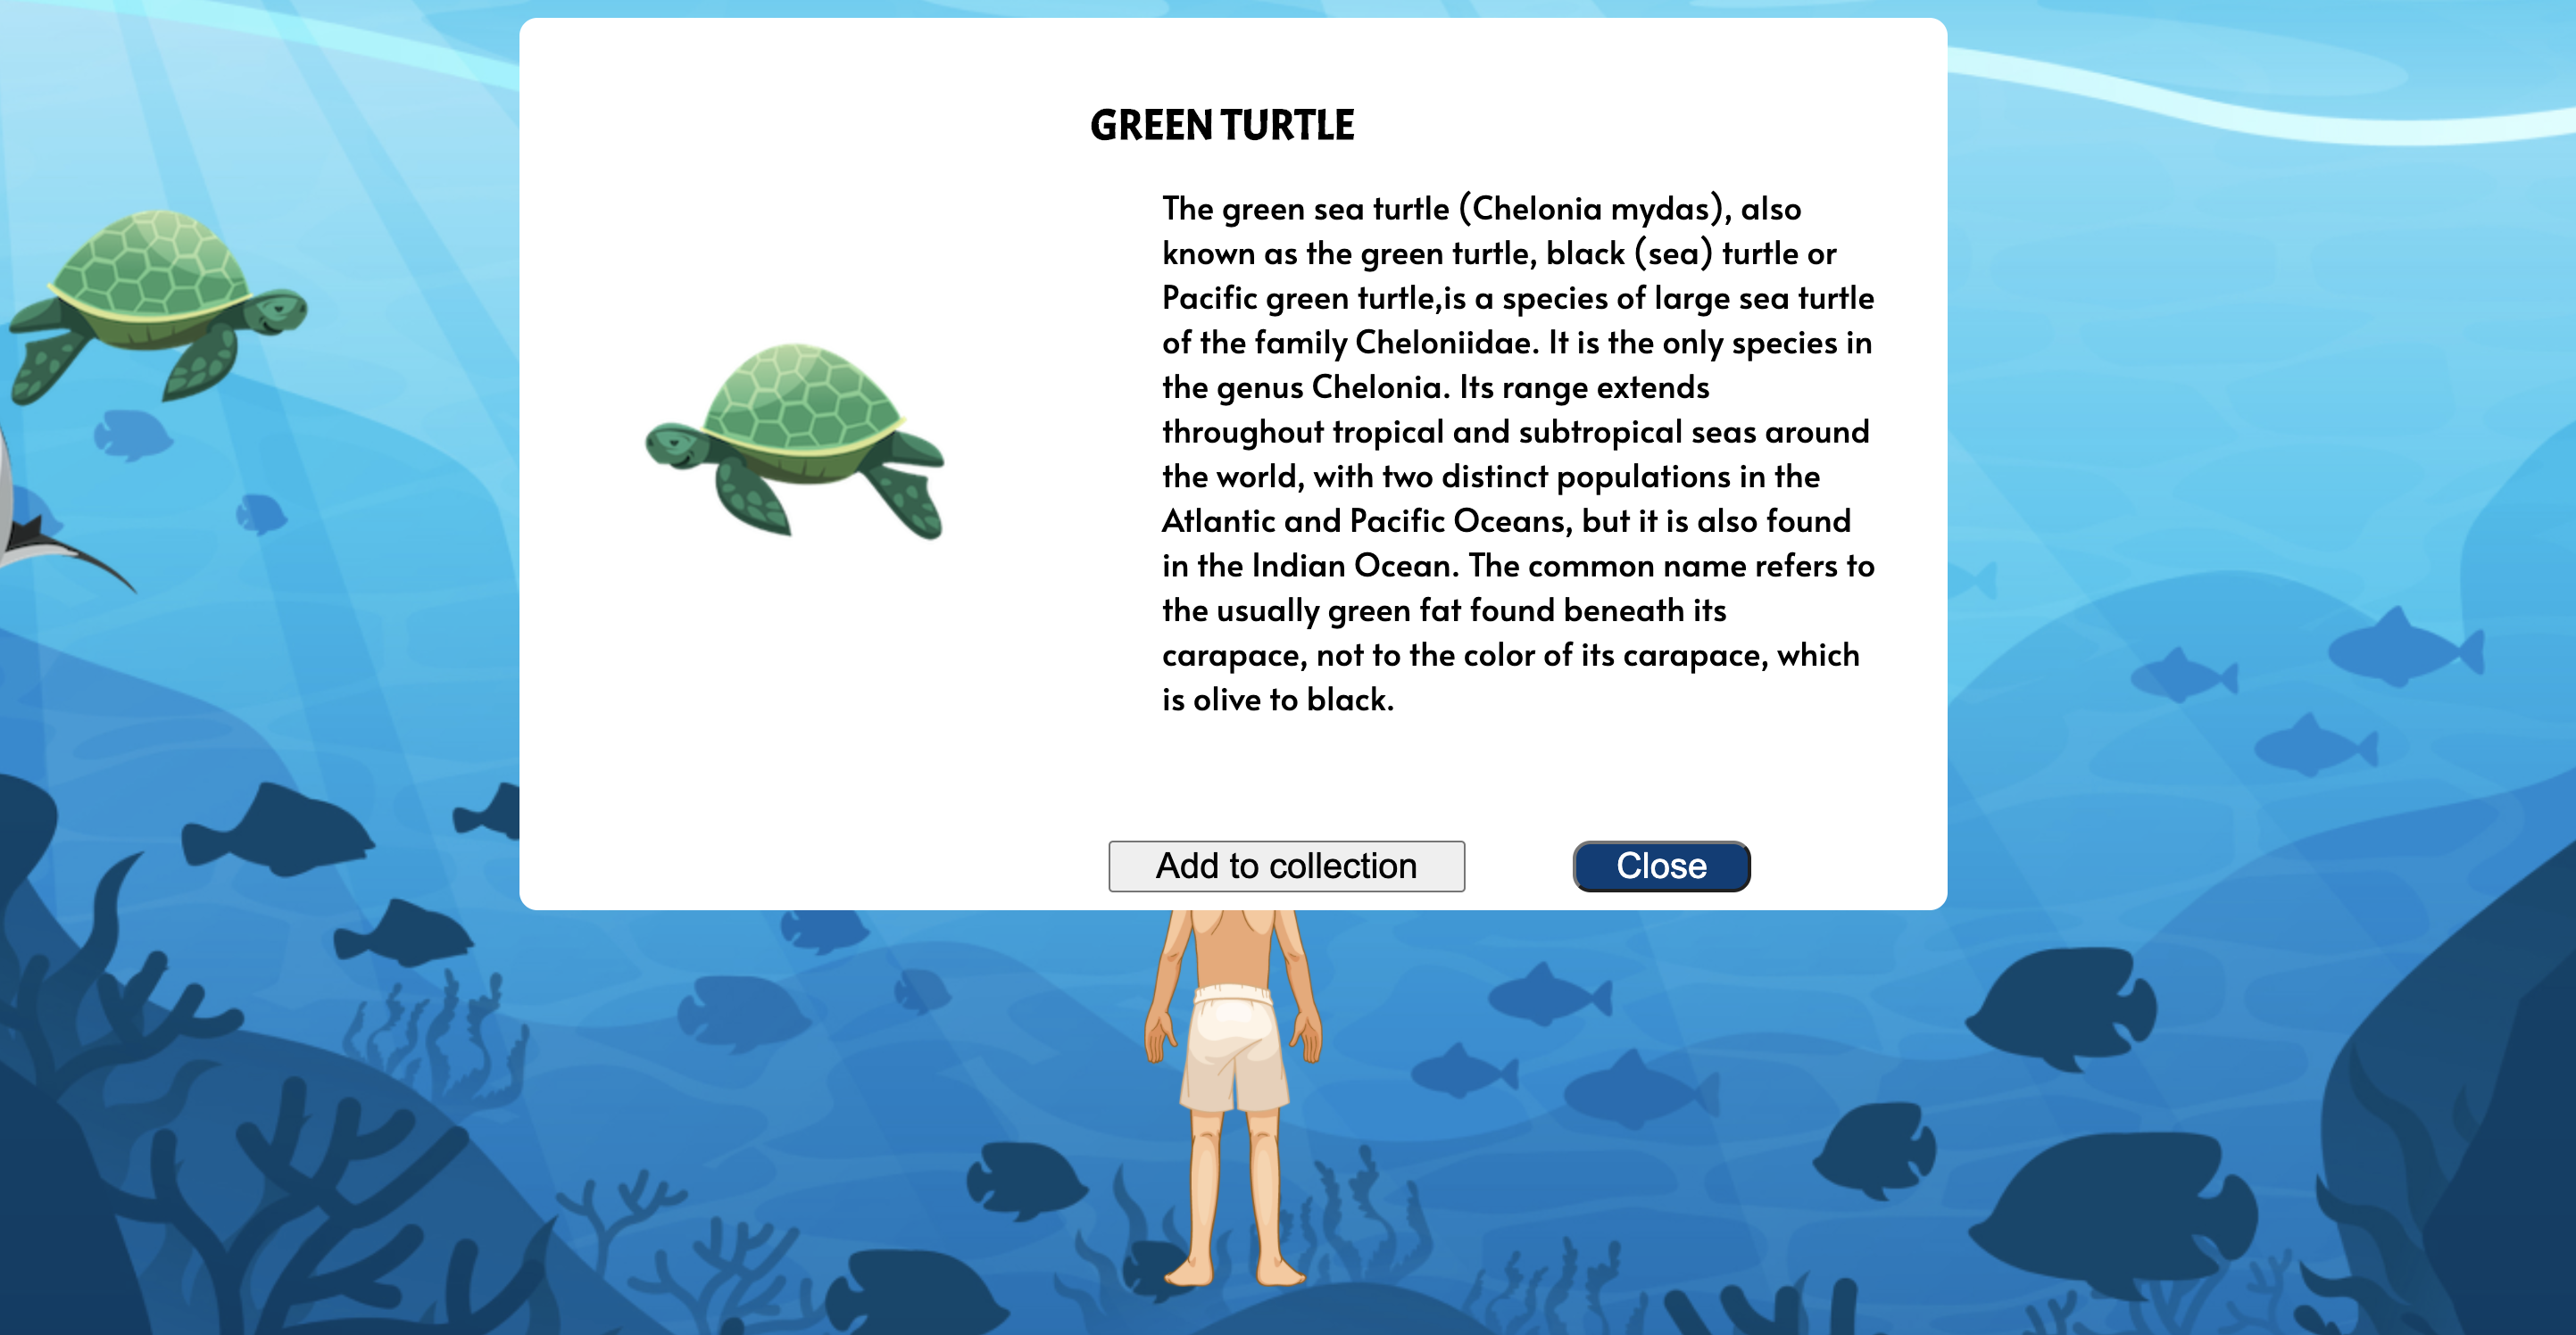 GREEN TURTLE
The green sea turtle (Chelonia mydas), also
known as the green turtle, black (sea) turtle or
Pacific green turtle,is a species of large sea turtle
of the family Cheloniidae. It is the only species in
the genus Chelonia. Its range extends
throughout tropical and subtropical seas around
the world, with two distinct populations in the
Atlantic and Pacific Oceans, but it is also found
in the Indian Ocean. The common name refers to
the usually green fat found beneath its
carapace, not to the color of its carapace, which
is olive to black.
Add to collection
Close